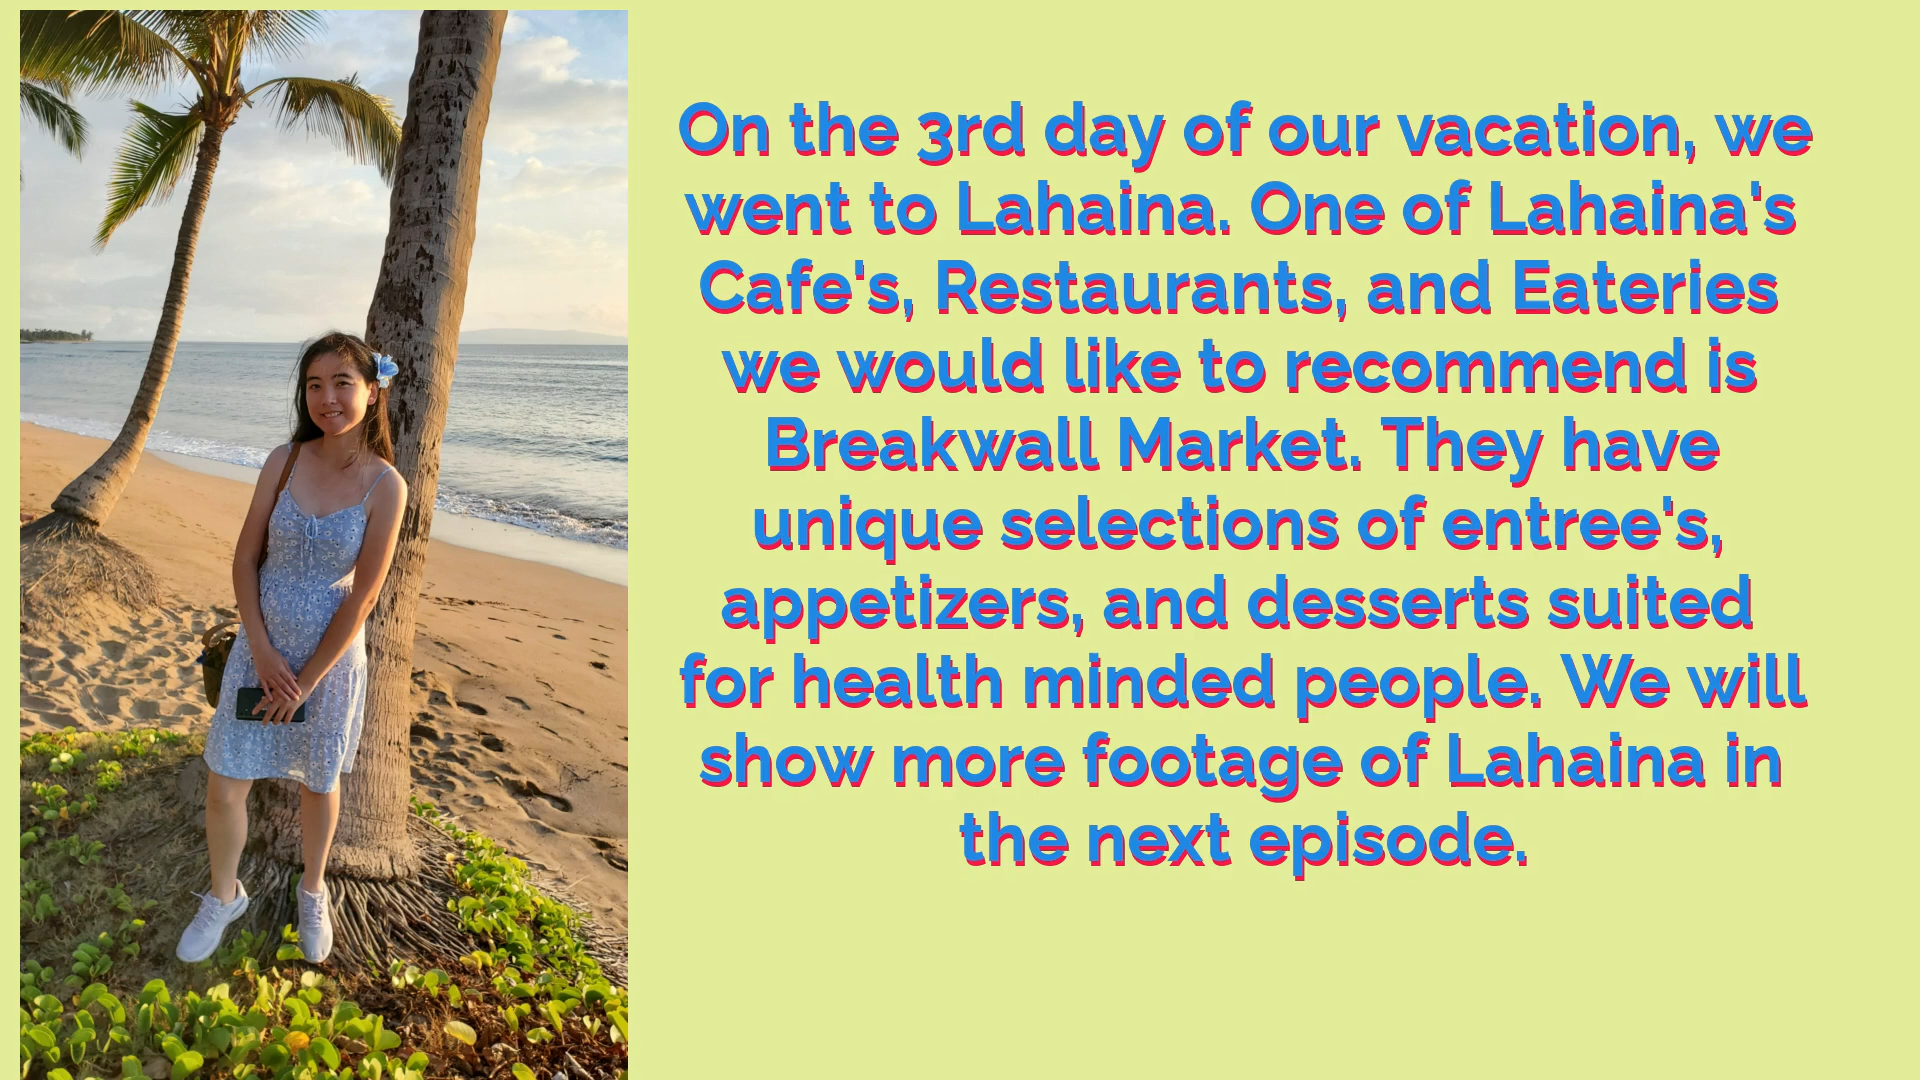 On the 3rd day of our vacation, we
went to Lahaina. One of Lahaina's
Cafe's, Restaurants, and Eateries
we would like to recommend is
Breakwall Market. They have
unique selections of entree's,
appetizers, and desserts suited
for health minded people. We will
show more footage of Lahaina in
the next episode.